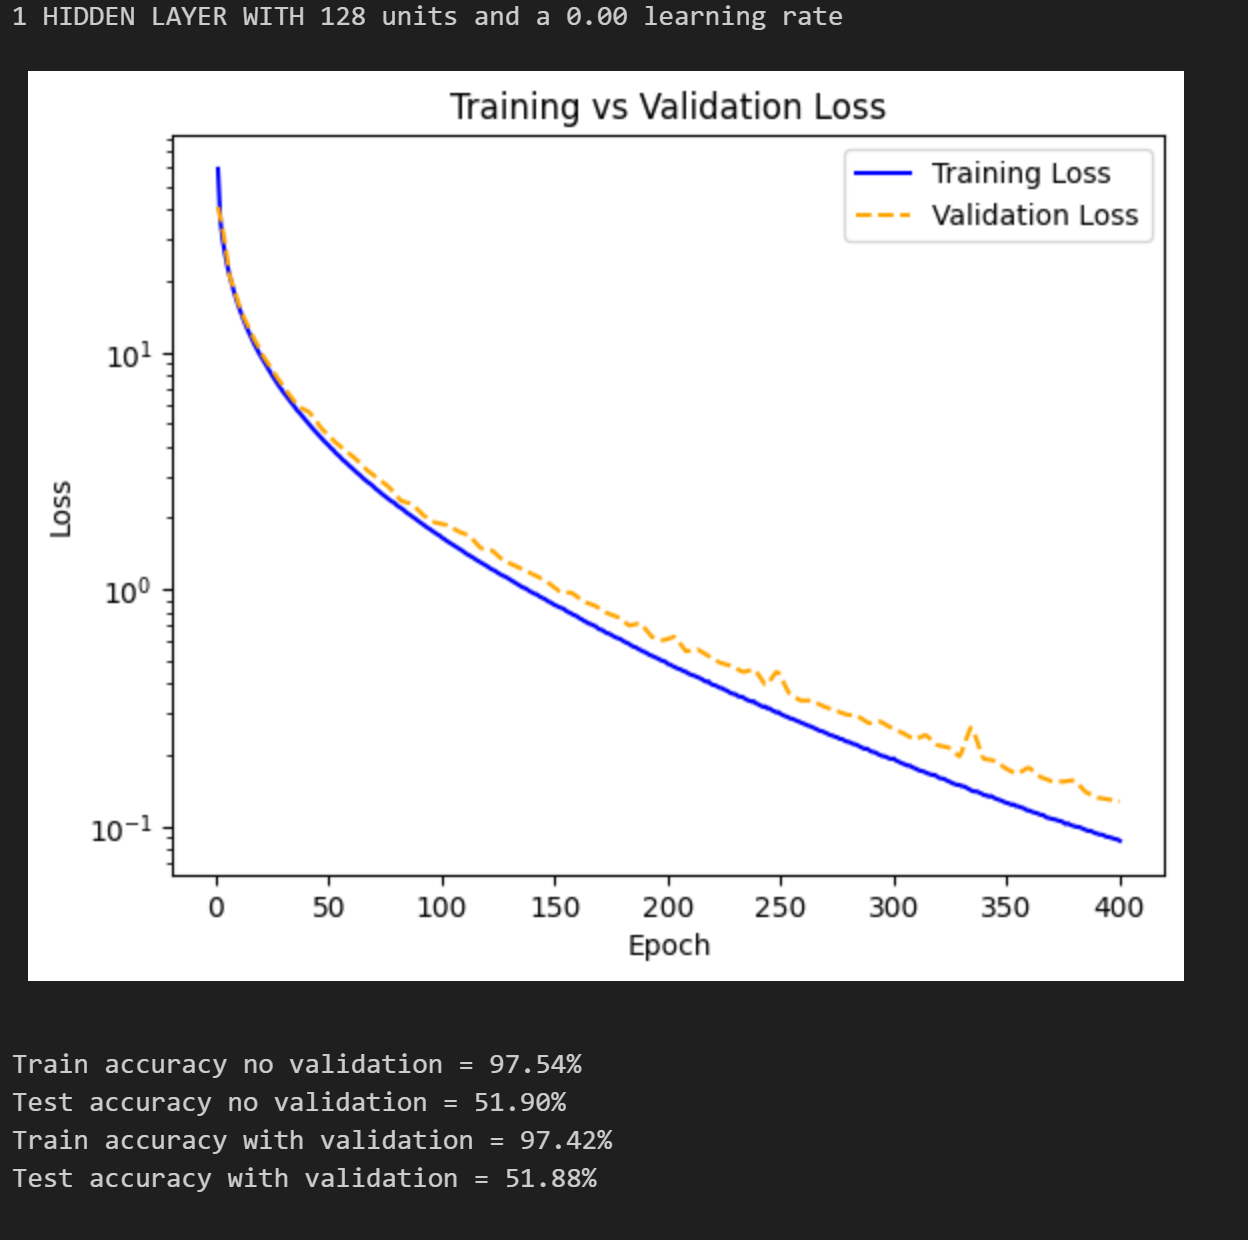 1 HIDDEN LAYER WITH 128 units and a 0.00 learning rate
Training vs Validation Loss
Training Loss
Validation Loss
Loss
10¹
10⁰
10⁻¹
0 50 100 150 200 250 300 350 400
Epoch
Train accuracy no validation = 97.54%
Test accuracy no validation = 51.90%
Train accuracy with validation = 97.42%
Test accuracy with validation = 51.88%